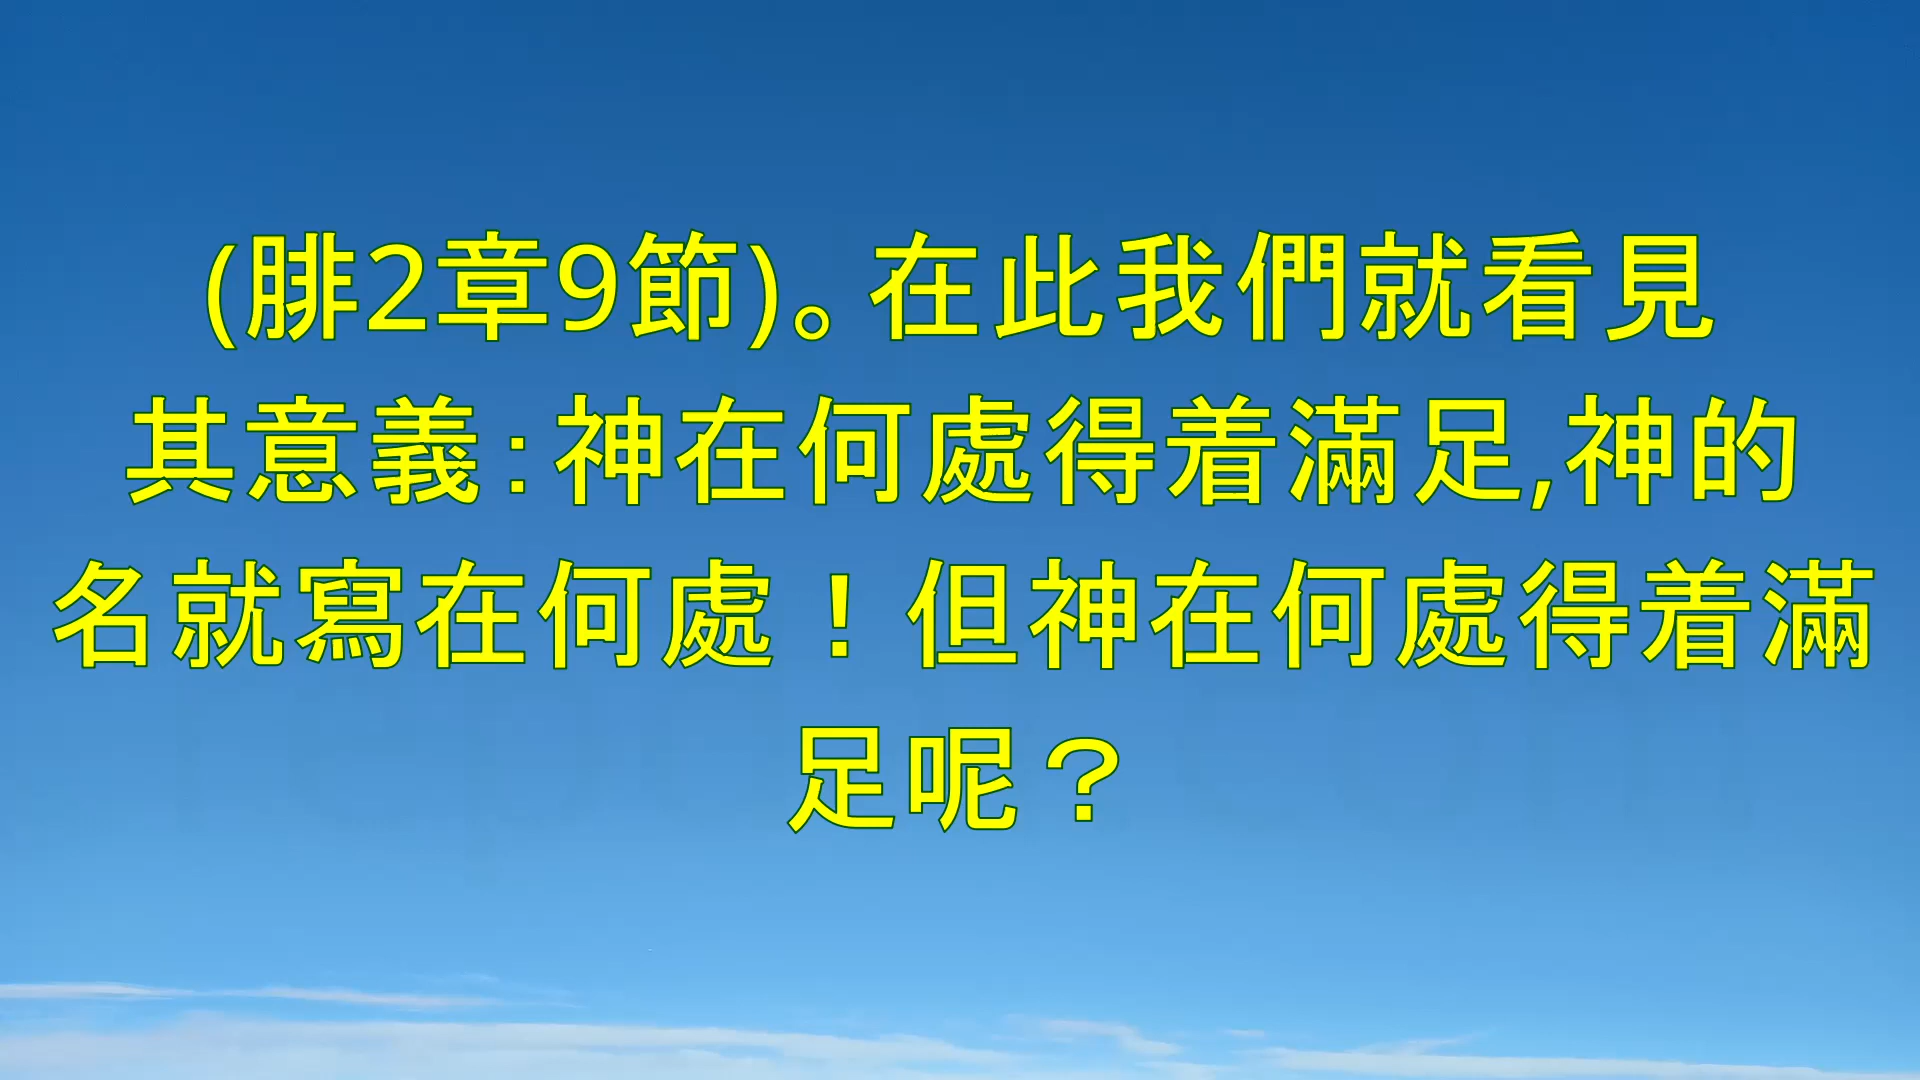 (腓2章9節)。在此我們就看見
其意義:神在何處得着滿足,神的
名就寫在何處！但神在何處得着滿
足呢？